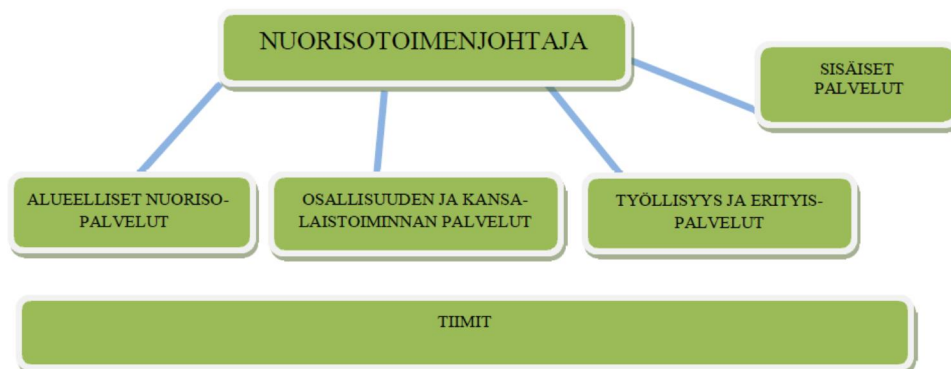 NUORISOTOIMENJOHTAJA
SISÄISET
PALVELUT
ALUEELLISET NUORISO-
PALVELUT
OSALLISUUDEN JA KANSA-
LAISTOIMINNAN PALVELUT
TYÖLLISYYS JA ERITYIS-
PALVELUT
TIIMIT